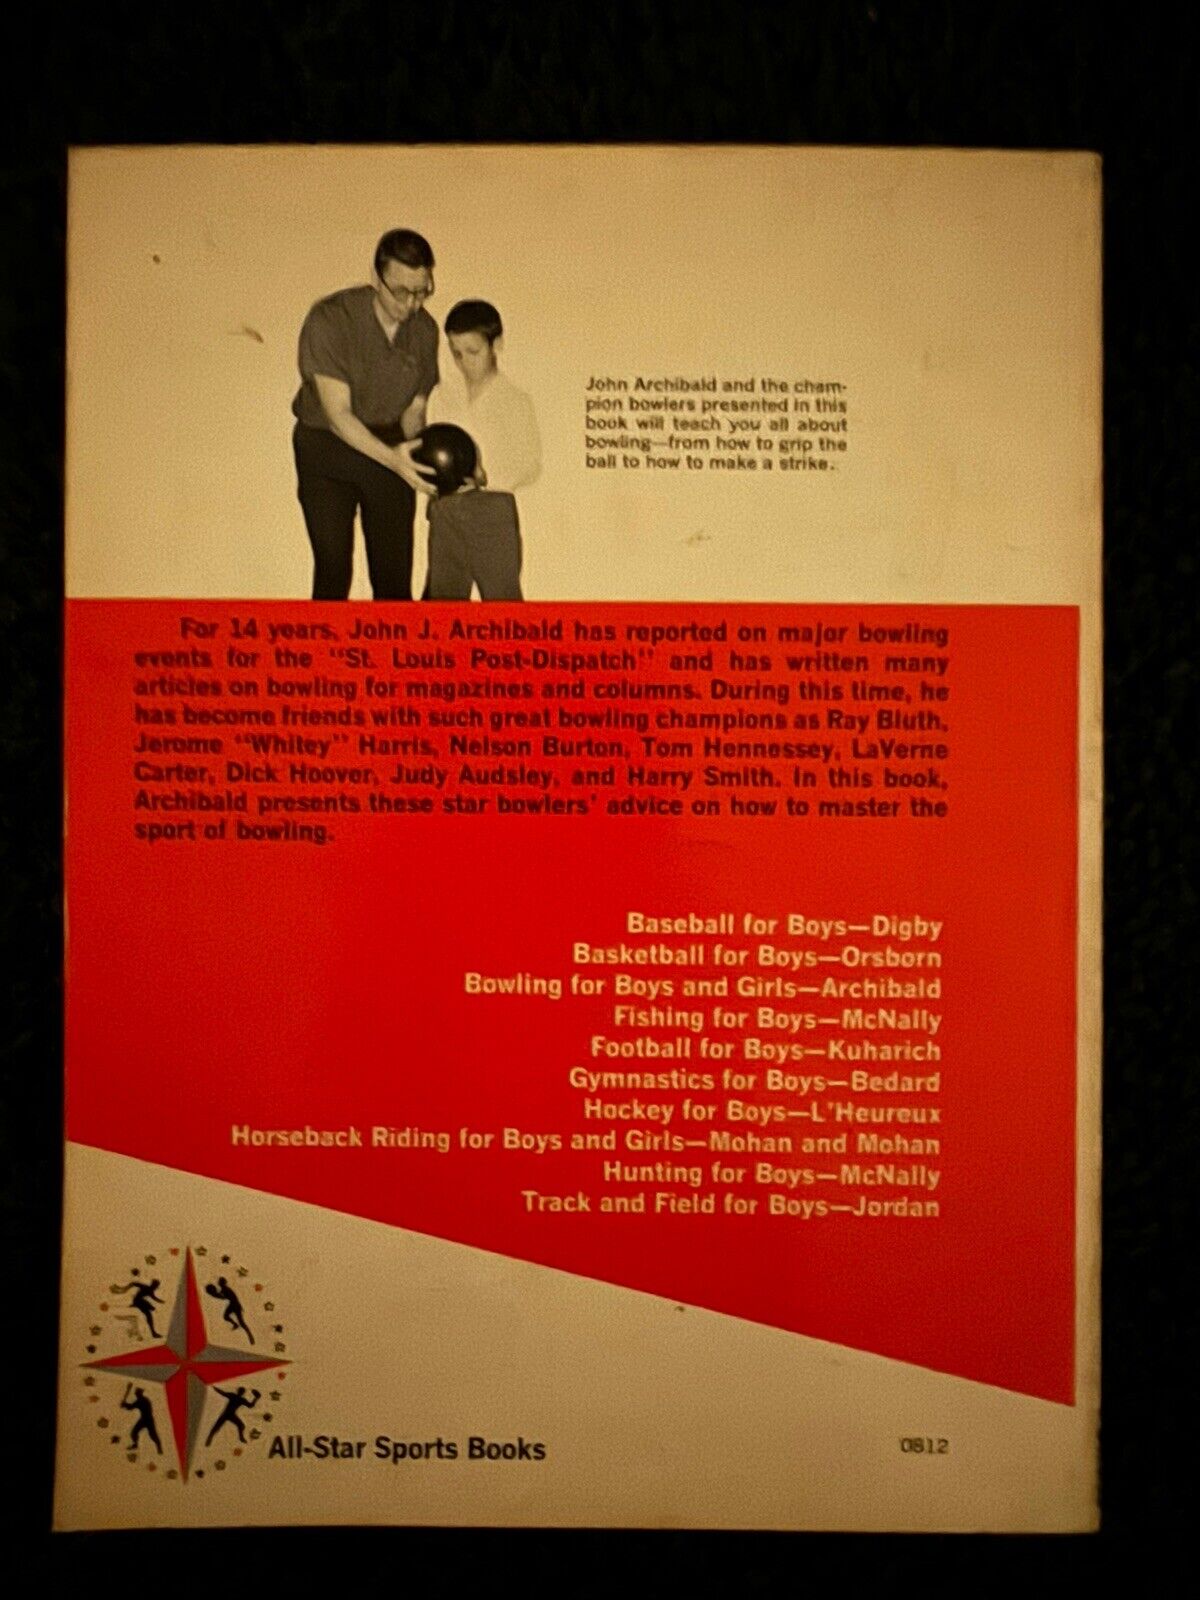 John Archibald and the cham-
pion bowlers presented in this
book will teach you all about
bowling—from how to grip the
ball to how to make a strike.
For 14 years, John J. Archibald has reported on major bowling
events for the "St. Louis Post-Dispatch" and has written many
articles on bowling for magazines and columns. During this time, he
has become friends with such great bowling champions as Ray Bluth,
Jerome "Whitey" Harris, Nelson Burton, Tom Hennessey, LaVerne
Carter, Dick Hoover, Judy Audsley, and Harry Smith. In this book,
Archibald presents these star bowlers' advice on how to master the
sport of bowling.
Baseball for Boys—Digby
Basketball for Boys—Orsborn
Bowling for Boys and Girls—Archibald
Fishing for Boys—McNally
Football for Boys—Kuharich
Gymnastics for Boys—Bedard
Hockey for Boys—L'Heureux
Horseback Riding for Boys and Girls—Mohan and Mohan
Hunting for Boys—McNally
Track and Field for Boys—Jordan
All-Star Sports Books
0812